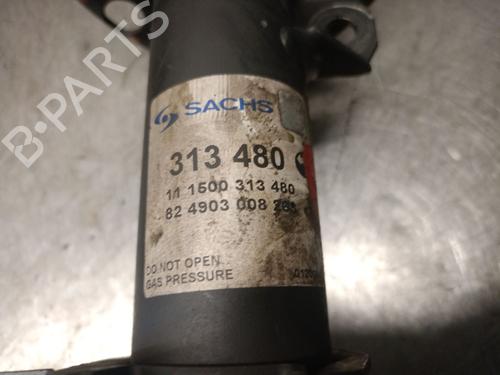 B-PARTS
SACHS
313 480
11 1500 313 480
82 4903 008
DO NOT OPEN
GAS PRESSURE